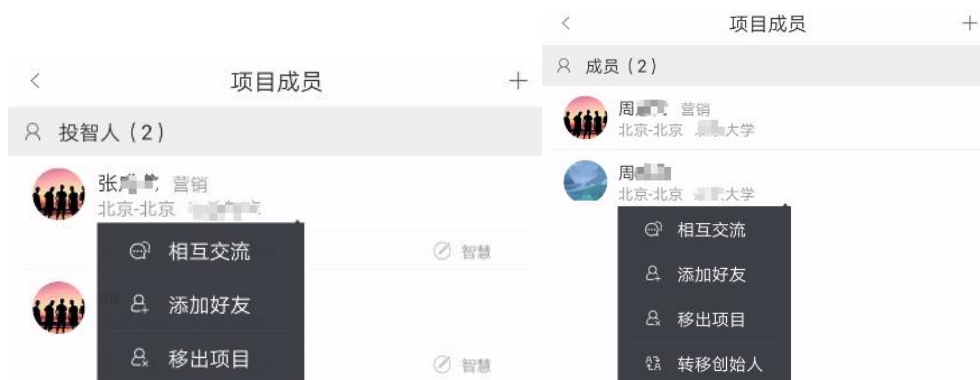 项目成员
投智人（2）
张 营销
北京-北京
相互交流
智慧
添加好友
移出项目
智慧
项目成员
成员（2）
周 营销
北京-北京 大学
周
北京-北京 大学
相互交流
添加好友
移出项目
转移创始人